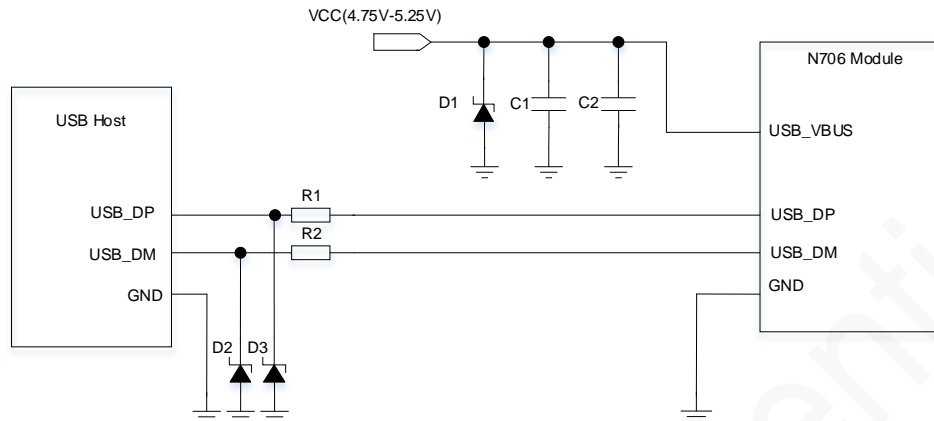 VCC(4.75V-5.25V)
N706 Module
D1
C1
C2
USB Host
USB_VBUS
R1
USB_DP
USB_DP
R2
USB_DM
USB_DM
GND
GND
D2
D3